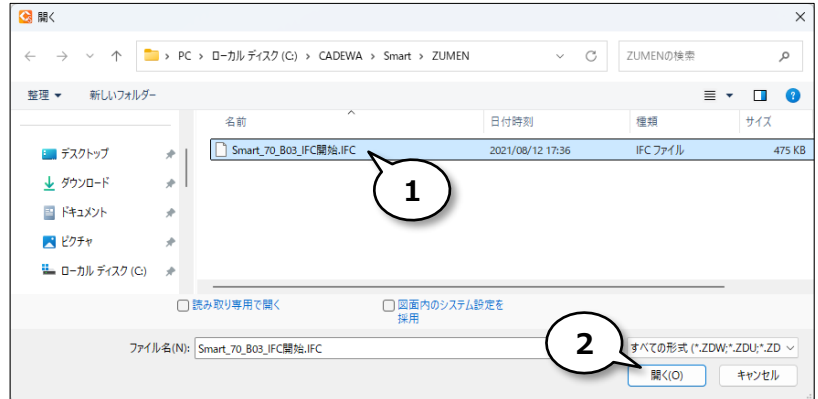 開く
PC › ローカル ディスク (C:) › CADEWA › Smart › ZUMEN
ZUMENの検索
整理 新しいフォルダー
名前 日付時刻 種類 サイズ
Smart_70_B03_IFC開始.IFC 2021/08/12 17:36 IFC ファイル 475 KB
デスクトップ
1
ダウンロード
ドキュメント
ピクチャ
ローカル ディスク (C:)
読み取り専用で開く 図面内のシステム設定を
採用
2
ファイル名(N): Smart_70_B03_IFC開始.IFC すべての形式 (*.ZDW;*.ZDU;*.ZD
開く(O) キャンセル